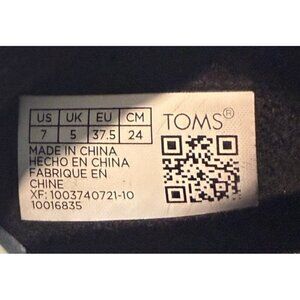 US UK EU CM
7 5 37.5 24
TOMS®
MADE IN CHINA
HECHO EN CHINA
FABRIQUE EN
CHINE
XF: 1003740721-10
10016835